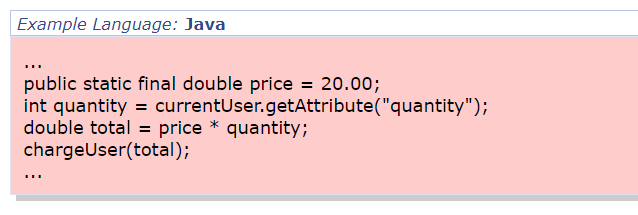 Example Language: Java
...
public static final double price = 20.00;
int quantity = currentUser.getAttribute("quantity");
double total = price * quantity;
chargeUser(total);
...